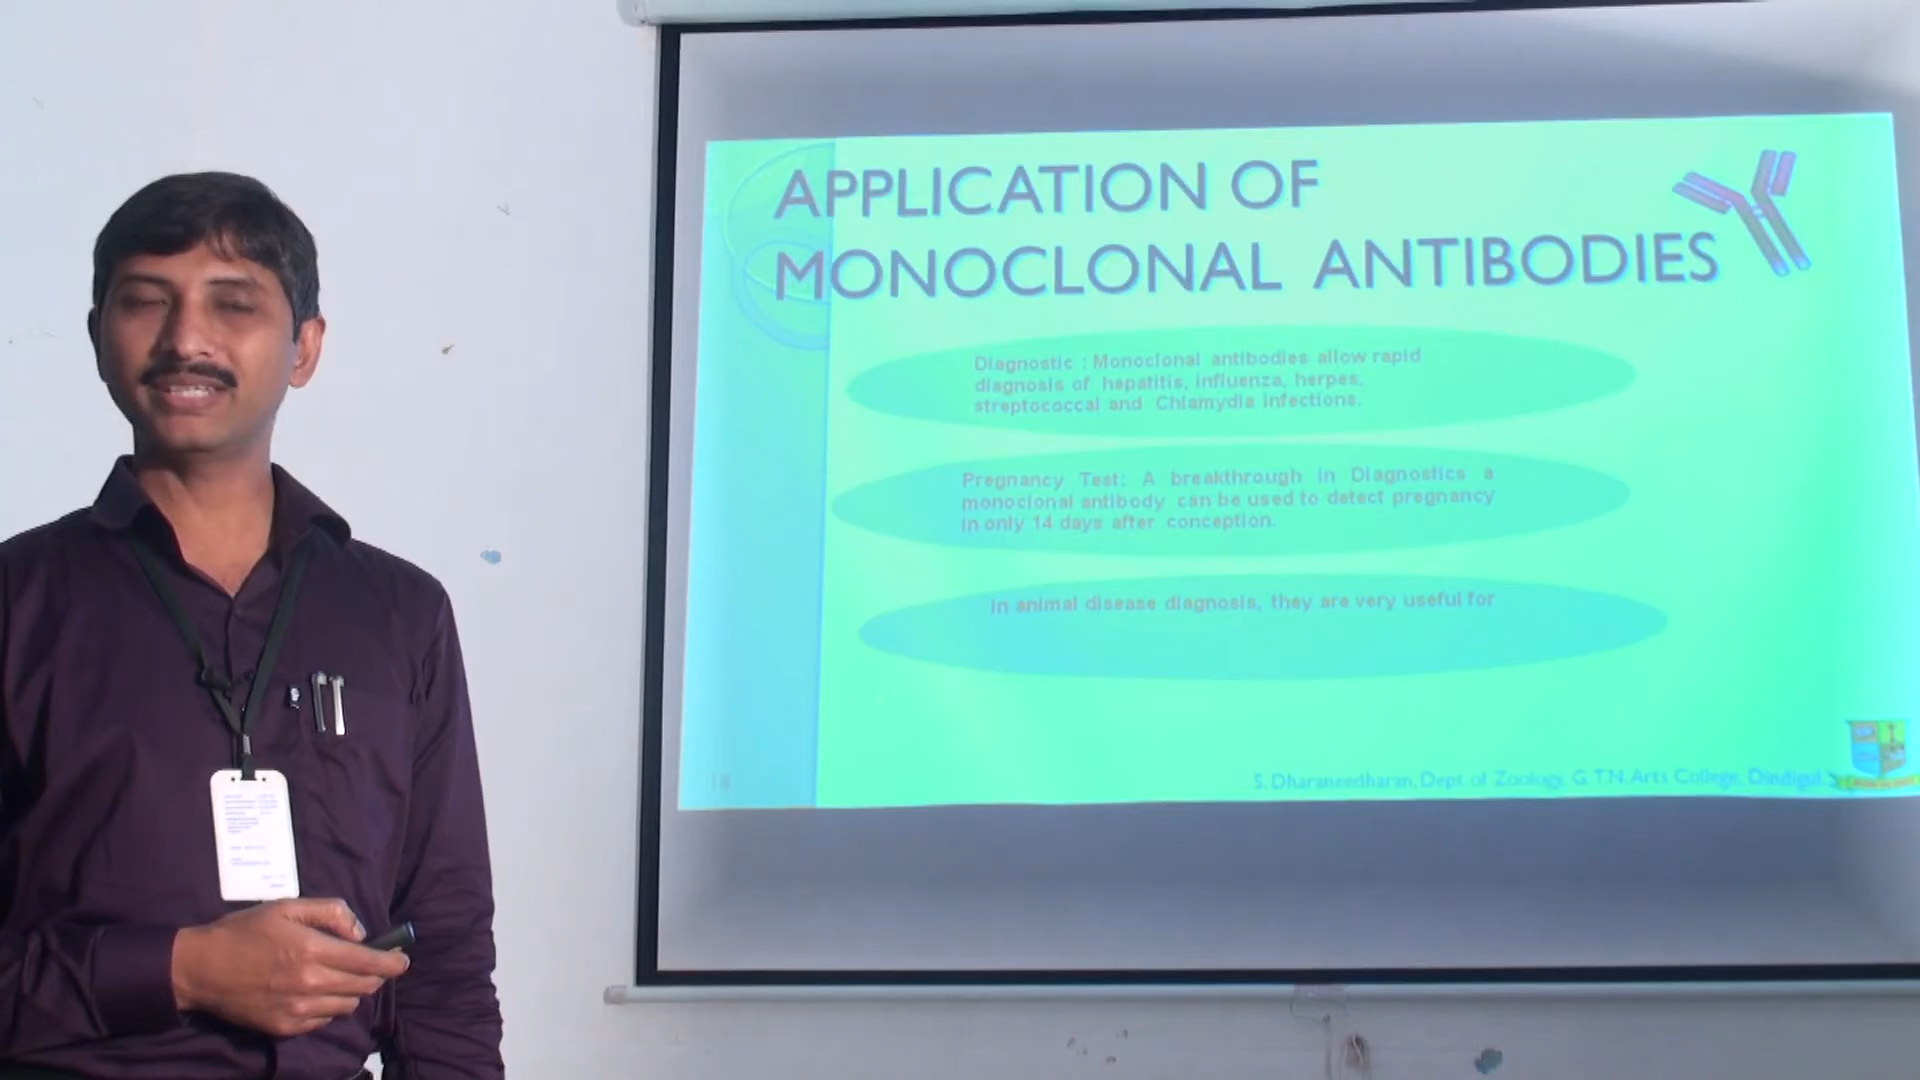 APPLICATION OF
MONOCLONAL ANTIBODIES
Diagnostic : Monoclonal antibodies allow rapid
diagnosis of hepatitis, influenza, herpes,
streptococcal and Chlamydia infections.
Pregnancy Test: A breakthrough in Diagnostics a
monoclonal antibody can be used to detect pregnancy
in only 14 days after conception.
In animal disease diagnosis, they are very useful for
S. Dharaneedharan, Dept. of Zoology, G.T.N. Arts College, Dindigul